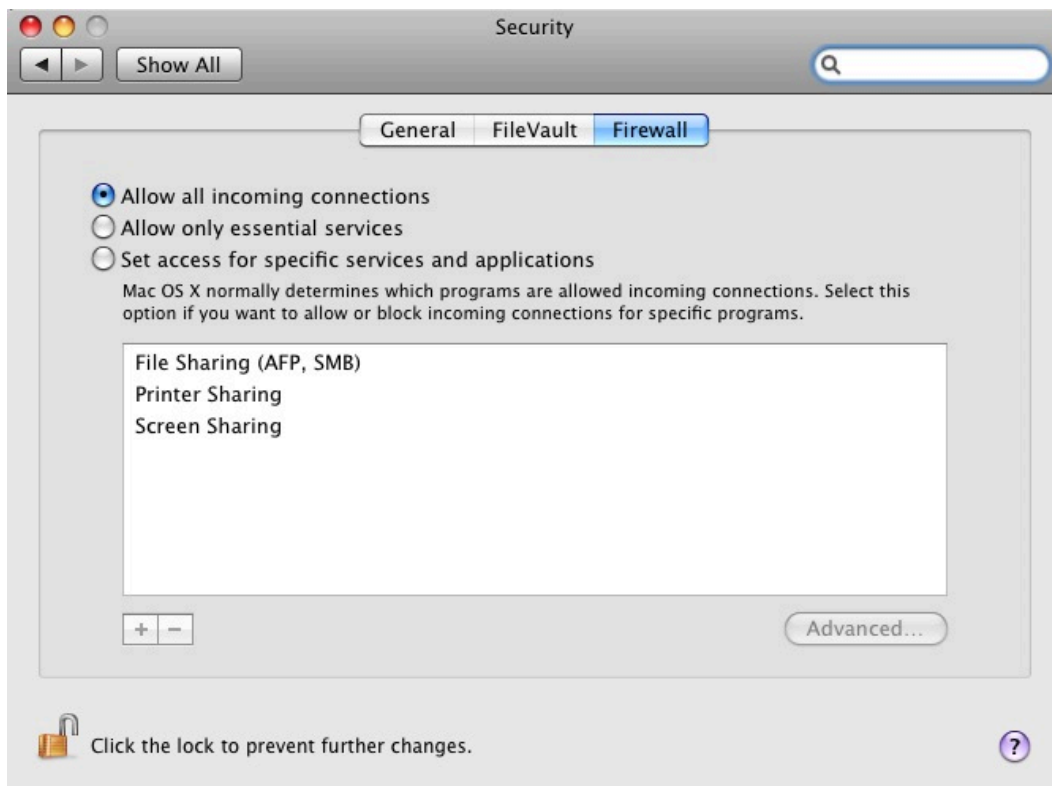 Security
Show All
General FileVault Firewall
Allow all incoming connections
Allow only essential services
Set access for specific services and applications
Mac OS X normally determines which programs are allowed incoming connections. Select this
option if you want to allow or block incoming connections for specific programs.
File Sharing (AFP, SMB)
Printer Sharing
Screen Sharing
+ −
Advanced...
Click the lock to prevent further changes.
?